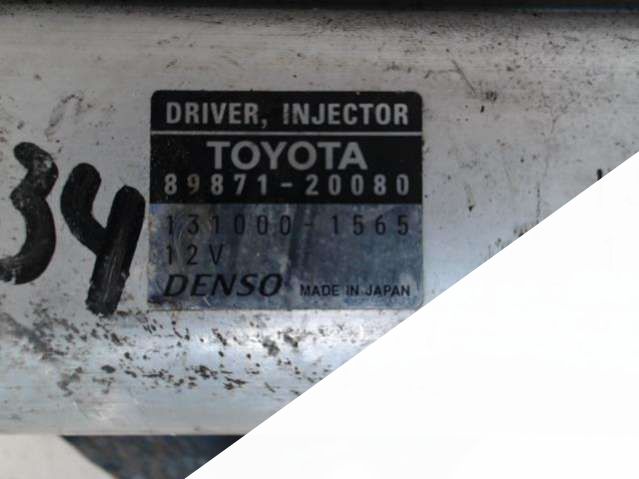 DRIVER, INJECTOR
TOYOTA
89871-20080
131000-1565
12V
DENSO MADE IN JAPAN
34